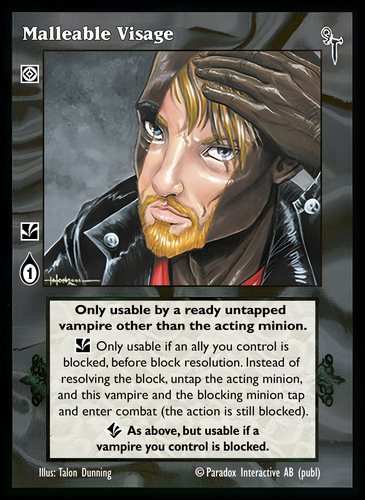 Malleable Visage
1
Only usable by a ready untapped
vampire other than the acting minion.
Only usable if an ally you control is
blocked, before block resolution. Instead of
resolving the block, untap the acting minion,
and this vampire and the blocking minion tap
and enter combat (the action is still blocked).
As above, but usable if a
vampire you control is blocked.
Illus: Talon Dunning © Paradox Interactive AB (publ)